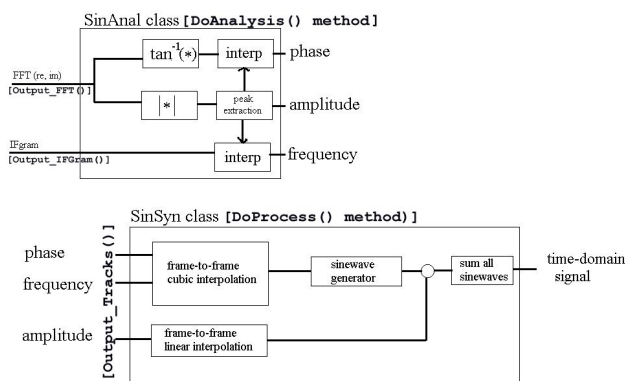 SinAnal class [DoAnalysis() method]
tan⁻¹(*)
interp
phase
FFT (re, im)
[Output_FFT()]
|*|
peak
extraction
amplitude
IFgram
[Output_IFGram()]
interp
frequency
SinSyn class [DoProcess() method)]
[Output_Tracks()]
phase
frequency
amplitude
frame-to-frame
cubic interpolation
sinewave
generator
sum all
sinewaves
time-domain
signal
frame-to-frame
linear interpolation